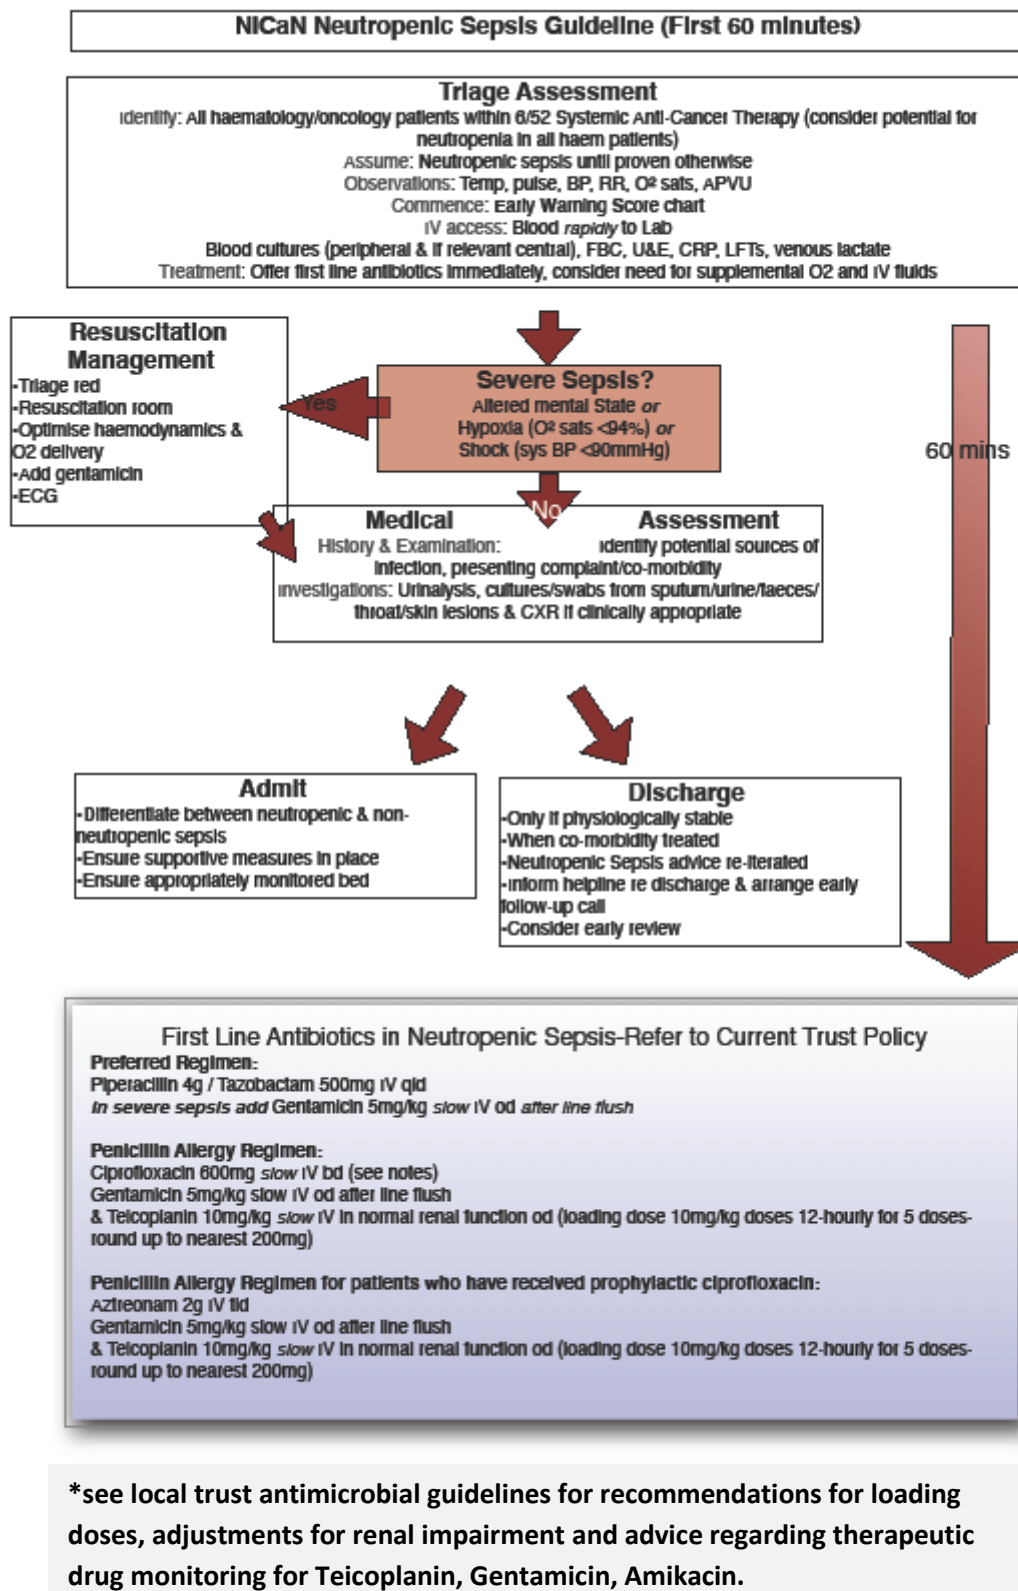 NICaN Neutropenic Sepsis Guideline (First 60 minutes)
Triage Assessment
Identify: All haematology/oncology patients within 6/52 Systemic Anti-Cancer Therapy (consider potential for
neutropenia in all haem patients)
Assume: Neutropenic sepsis until proven otherwise
Observations: Temp, pulse, BP, RR, O² sats, APVU
Commence: Early Warning Score chart
IV access: Blood rapidly to Lab
Blood cultures (peripheral & if relevant central), FBC, U&E, CRP, LFTs, venous lactate
Treatment: Offer first line antibiotics immediately, consider need for supplemental O2 and IV fluids
Resuscitation
Management
-Triage red
-Resuscitation room
-Optimise haemodynamics &
O2 delivery
-Add gentamicin
-ECG
Yes
Severe Sepsis?
Altered mental State or
Hypoxia (O² sats <94%) or
Shock (sys BP <90mmHg)
60 mins
No
Medical Assessment
History & Examination: Identify potential sources of
infection, presenting complaint/co-morbidity
Investigations: Urinalysis, cultures/swabs from sputum/urine/faeces/
throat/skin lesions & CXR if clinically appropriate
Admit
-Differentiate between neutropenic & non-
neutropenic sepsis
-Ensure supportive measures in place
-Ensure appropriately monitored bed
Discharge
-Only if physiologically stable
-When co-morbidity treated
-Neutropenic Sepsis advice re-iterated
-Inform helpline re discharge & arrange early
follow-up call
-Consider early review
First Line Antibiotics in Neutropenic Sepsis-Refer to Current Trust Policy
Preferred Regimen:
Piperacillin 4g / Tazobactam 500mg IV qid
In severe sepsis add Gentamicin 5mg/kg slow IV od after line flush
Penicillin Allergy Regimen:
Ciprofloxacin 600mg slow IV bd (see notes)
Gentamicin 5mg/kg slow IV od after line flush
& Teicoplanin 10mg/kg slow IV in normal renal function od (loading dose 10mg/kg doses 12-hourly for 5 doses-
round up to nearest 200mg)
Penicillin Allergy Regimen for patients who have received prophylactic ciprofloxacin:
Aztreonam 2g IV tid
Gentamicin 5mg/kg slow IV od after line flush
& Teicoplanin 10mg/kg slow IV in normal renal function od (loading dose 10mg/kg doses 12-hourly for 5 doses-
round up to nearest 200mg)
*see local trust antimicrobial guidelines for recommendations for loading
doses, adjustments for renal impairment and advice regarding therapeutic
drug monitoring for Teicoplanin, Gentamicin, Amikacin.